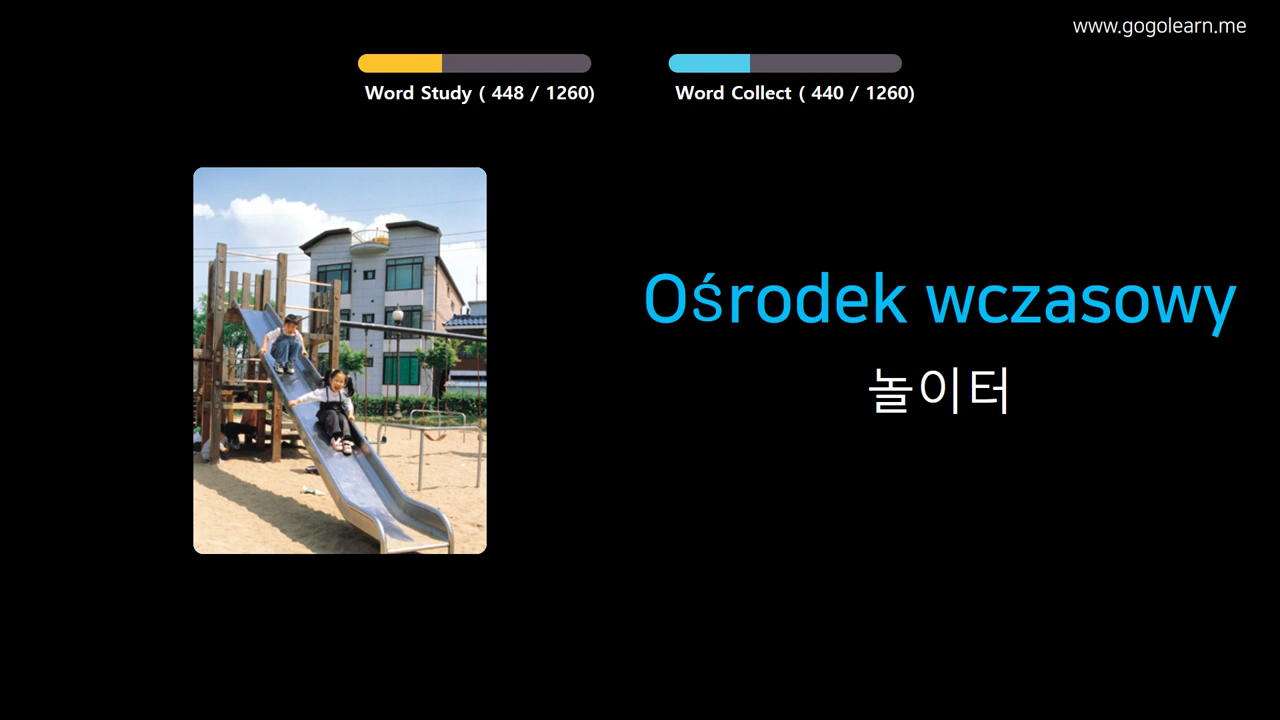 www.gogolearn.me
Word Study ( 448 / 1260)
Word Collect ( 440 / 1260)
Ośrodek wczasowy
놀이터